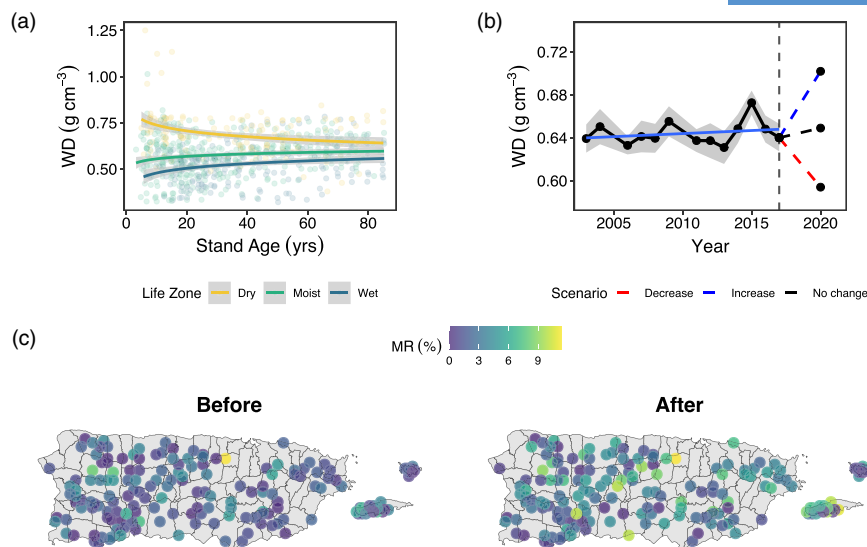 (a)
(b)
1.25
1.00
0.75
0.50
WD (g cm⁻³)
0 20 40 60 80
Stand Age (yrs)
Life Zone Dry Moist Wet
0.72
0.68
0.64
0.60
WD (g cm⁻³)
2005 2010 2015 2020
Year
Scenario Decrease Increase No change
(c)
MR (%)
0 3 6 9
Before
After